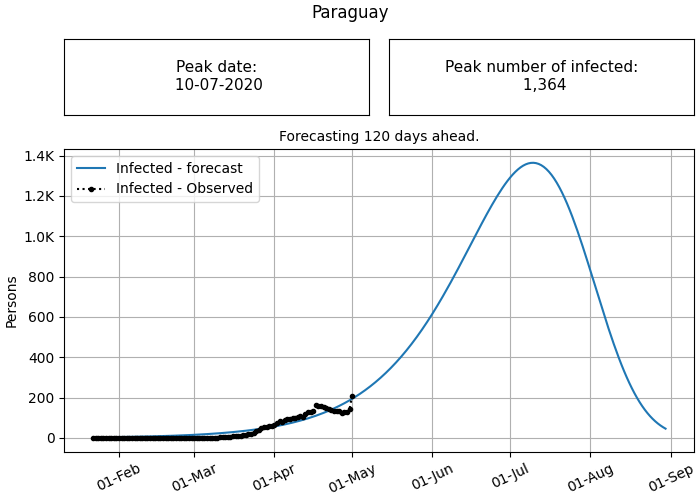 Paraguay
Peak date:
10-07-2020
Peak number of infected:
1,364
Forecasting 120 days ahead.
Infected - forecast
Infected - Observed
Persons
1.4K
1.2K
1.0K
800
600
400
200
0
01-Feb
01-Mar
01-Apr
01-May
01-Jun
01-Jul
01-Aug
01-Sep